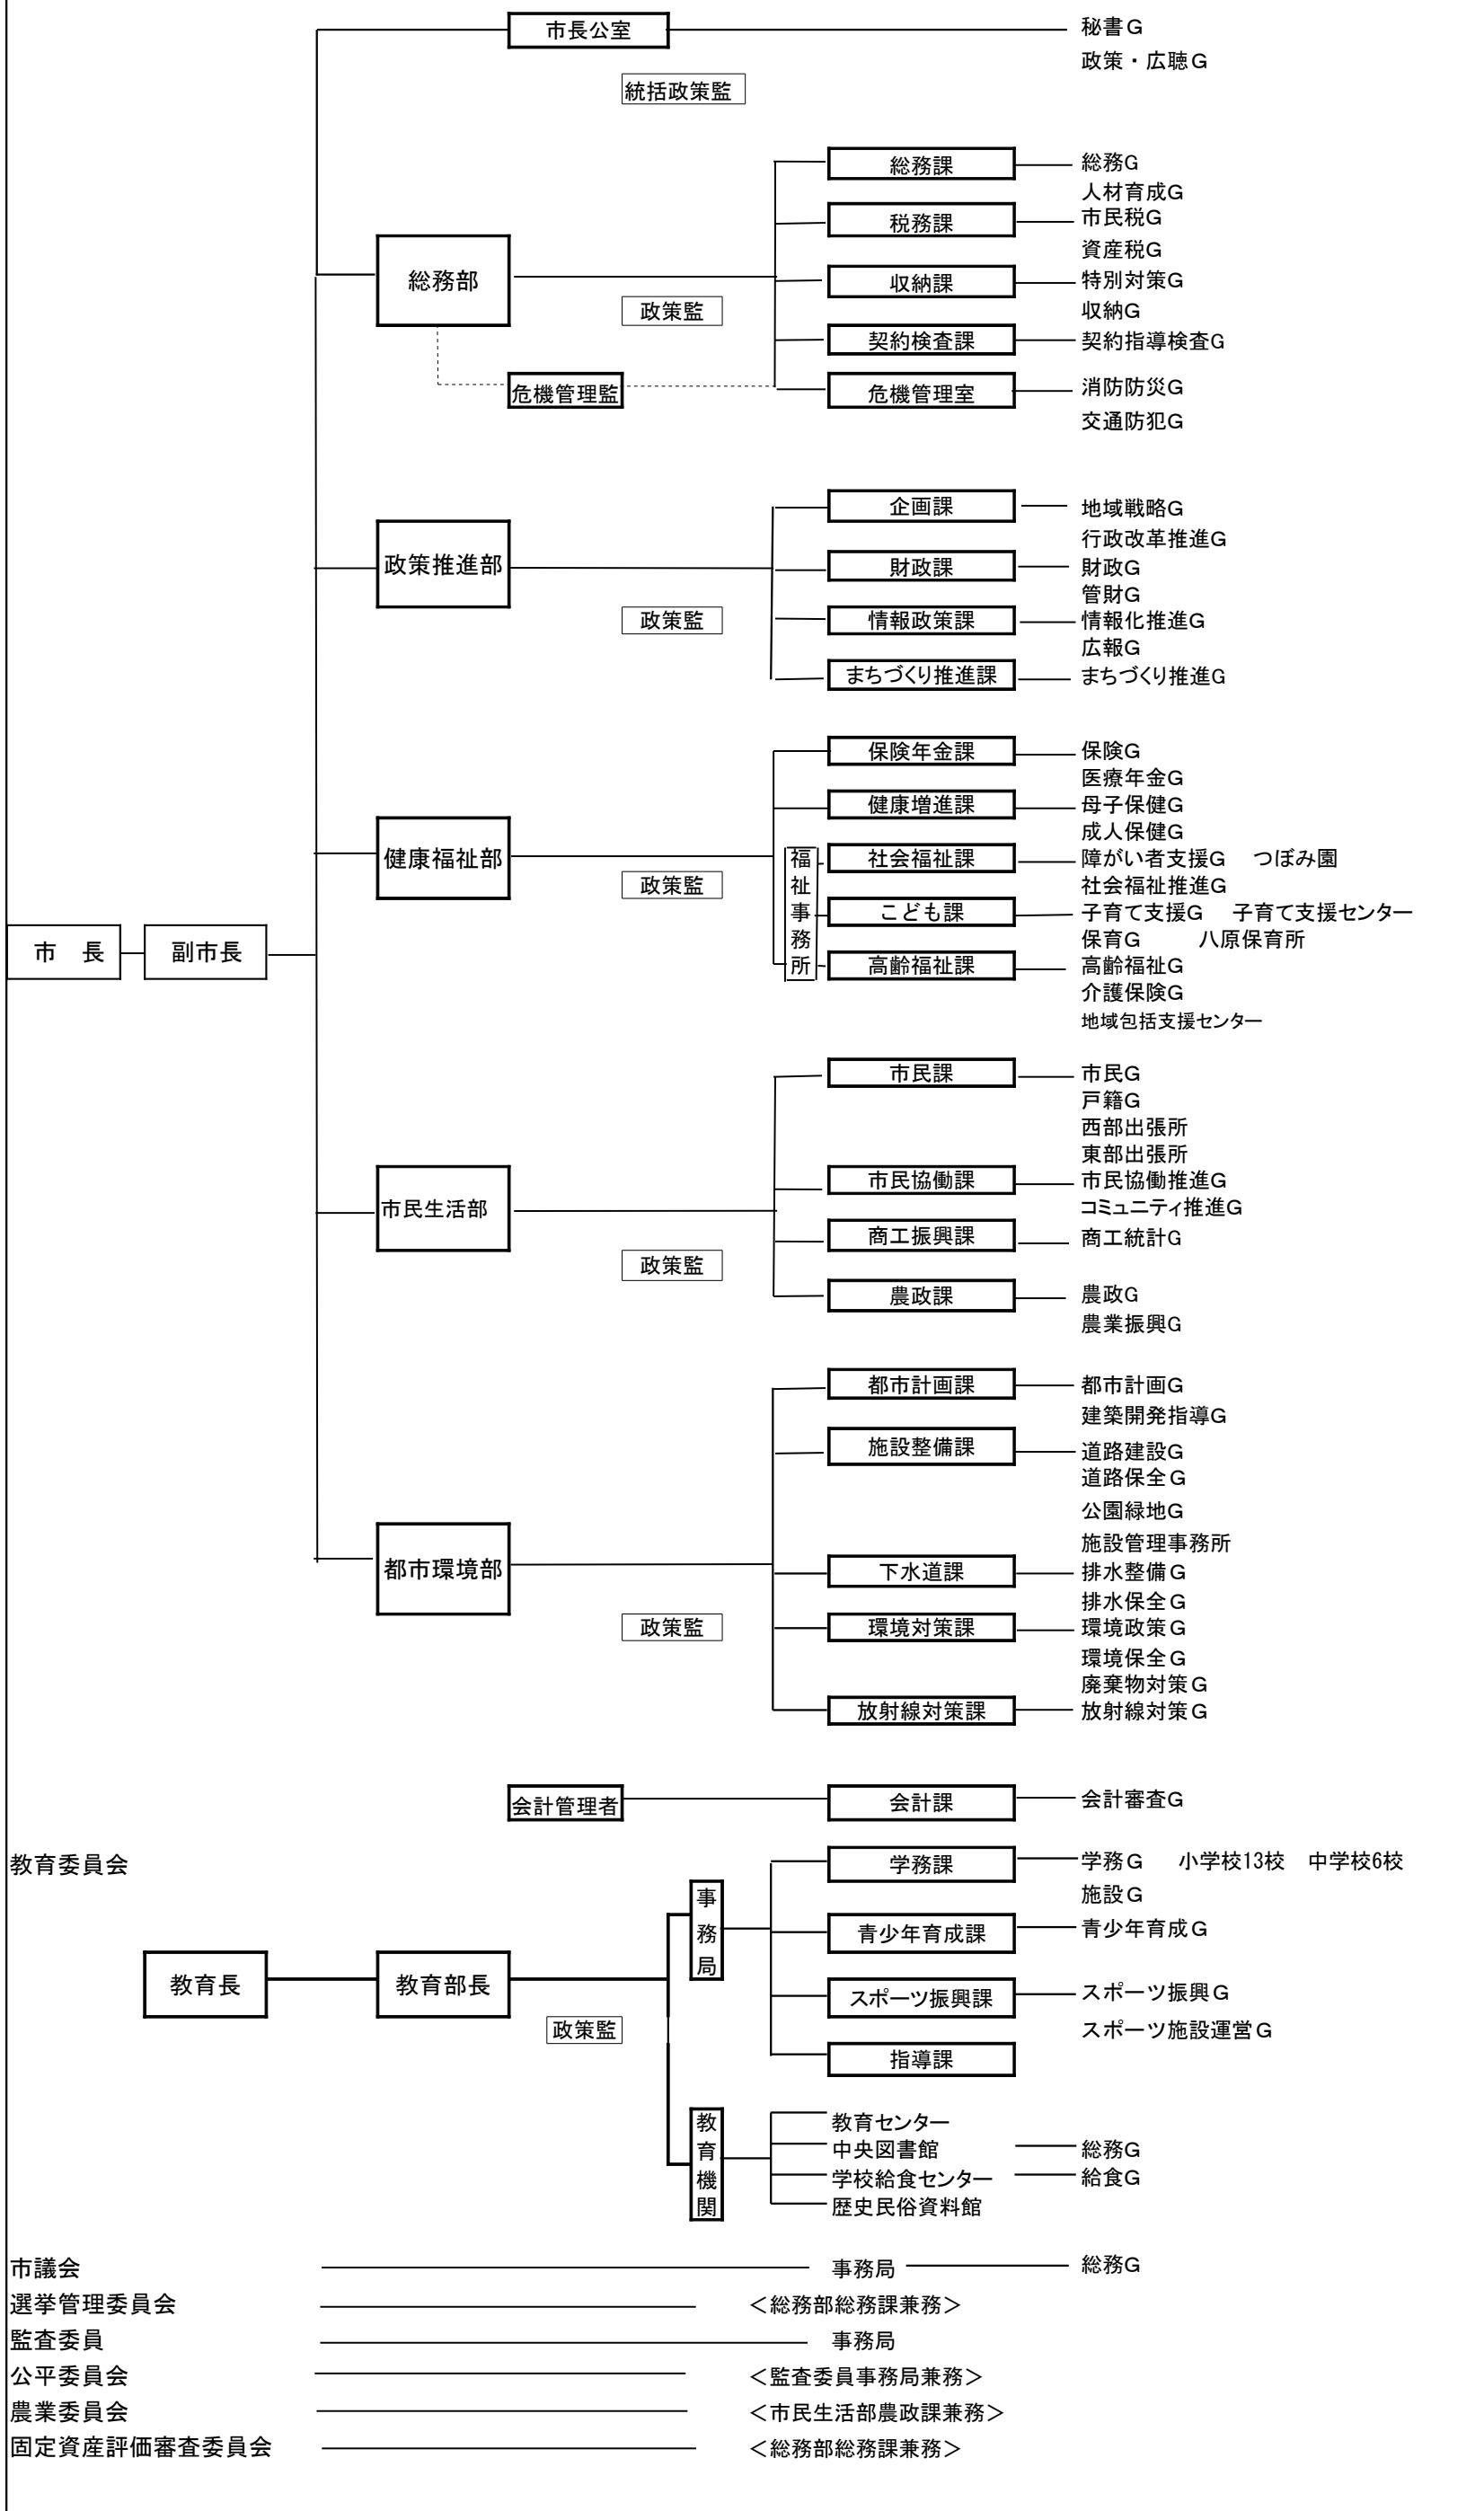 市長公室
秘書G
政策・広聴G
統括政策監
総務課
総務G
人材育成G
税務課
市民税G
資産税G
総務部
収納課
特別対策G
政策監
収納G
契約検査課
契約指導検査G
危機管理監
危機管理室
消防防災G
交通防犯G
企画課
地域戦略G
行政改革推進G
政策推進部
財政課
財政G
管財G
政策監
情報政策課
情報化推進G
広報G
まちづくり推進課
まちづくり推進G
保険年金課
保険G
医療年金G
健康増進課
母子保健G
成人保健G
健康福祉部
福祉事務所
社会福祉課
障がい者支援G つぼみ園
政策監
社会福祉推進G
こども課
子育て支援G 子育て支援センター
保育G 八原保育所
市 長
副市長
高齢福祉課
高齢福祉G
介護保険G
地域包括支援センター
市民課
市民G
戸籍G
西部出張所
東部出張所
市民生活部
市民協働課
市民協働推進G
コミュニティ推進G
商工振興課
商工統計G
政策監
農政課
農政G
農業振興G
都市計画課
都市計画G
建築開発指導G
施設整備課
道路建設G
道路保全G
公園緑地G
施設管理事務所
都市環境部
下水道課
排水整備G
排水保全G
政策監
環境対策課
環境政策G
環境保全G
廃棄物対策G
放射線対策課
放射線対策G
会計管理者
会計課
会計審査G
教育委員会
学務課
学務G 小学校13校 中学校6校
施設G
事務局
青少年育成課
青少年育成G
教育長
教育部長
スポーツ振興課
スポーツ振興G
政策監
スポーツ施設運営G
指導課
教育機関
教育センター
中央図書館
総務G
学校給食センター
給食G
歴史民俗資料館
市議会
事務局
総務G
選挙管理委員会
＜総務部総務課兼務＞
監査委員
事務局
公平委員会
＜監査委員事務局兼務＞
農業委員会
＜市民生活部農政課兼務＞
固定資産評価審査委員会
＜総務部総務課兼務＞